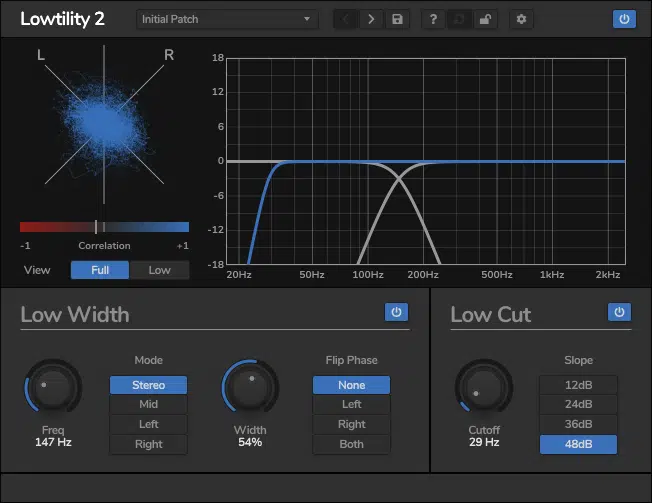 Lowtility 2
Initial Patch
?
L
R
-1
Correlation
+1
View
Full
Low
18
12
6
0
-6
-12
-18
20Hz
50Hz
100Hz
200Hz
500Hz
1kHz
2kHz
Low Width
Freq
147 Hz
Mode
Stereo
Mid
Left
Right
Width
54%
Flip Phase
None
Left
Right
Both
Low Cut
Cutoff
29 Hz
Slope
12dB
24dB
36dB
48dB